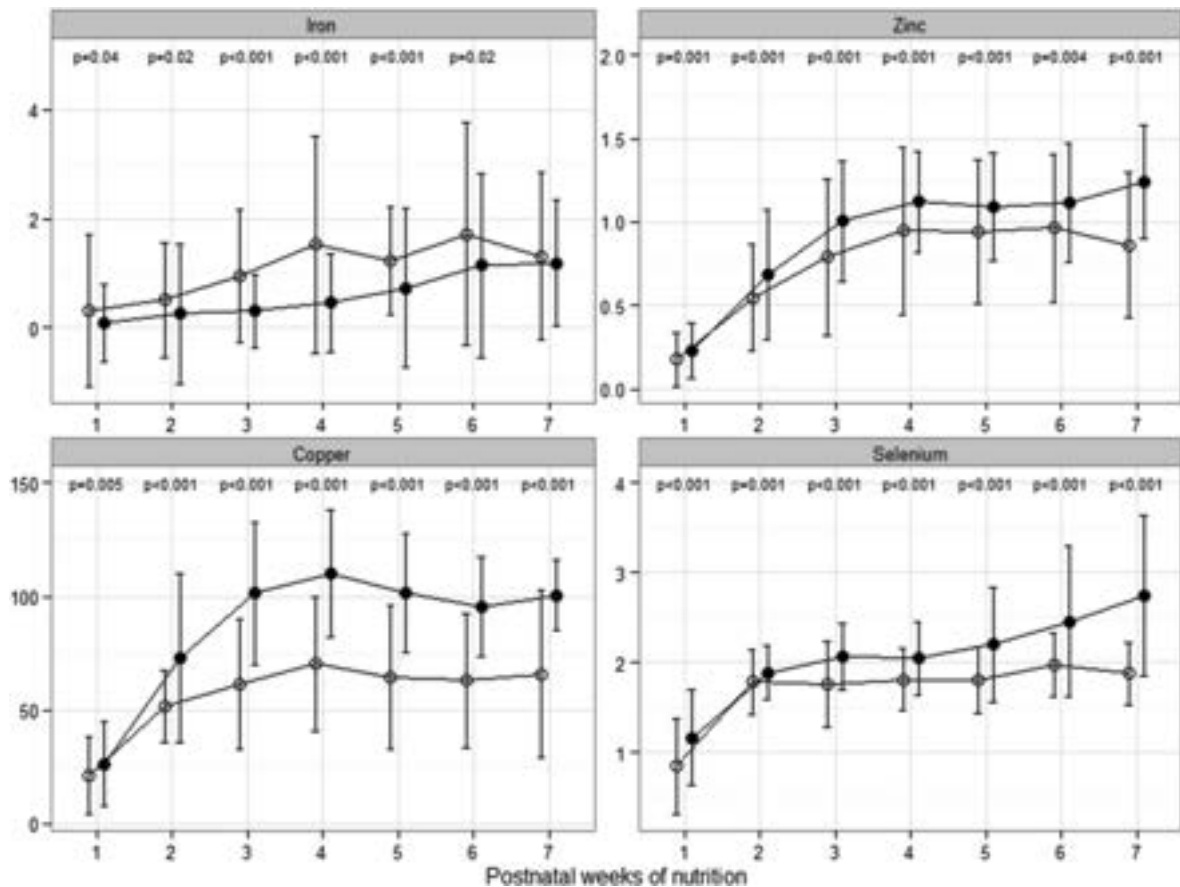 Iron
Zinc
p=0.04 p=0.02 p<0.001 p<0.001 p<0.001 p=0.02
p=0.001 p<0.001 p<0.001 p<0.001 p<0.001 p=0.004 p<0.001
4
2
0
2.0
1.5
1.0
0.5
0.0
1 2 3 4 5 6 7
1 2 3 4 5 6 7
Copper
Selenium
p=0.005 p<0.001 p<0.001 p<0.001 p<0.001 p<0.001 p<0.001
p<0.001 p=0.001 p<0.001 p<0.001 p<0.001 p<0.001 p<0.001
150
100
50
0
4
3
2
1
1 2 3 4 5 6 7
1 2 3 4 5 6 7
Postnatal weeks of nutrition